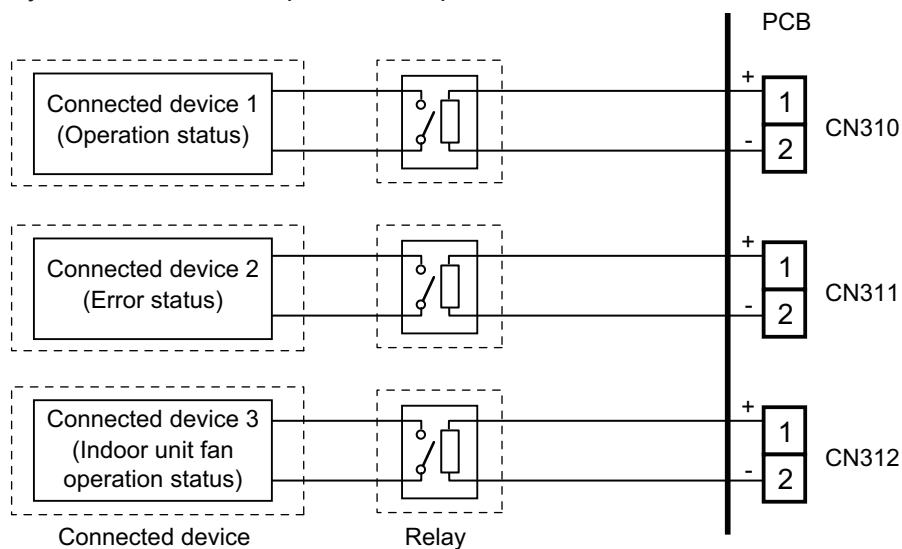 PCB
Connected device 1
(Operation status)
+
1
-
2
CN310
Connected device 2
(Error status)
+
1
-
2
CN311
Connected device 3
(Indoor unit fan
operation status)
+
1
-
2
CN312
Connected device
Relay